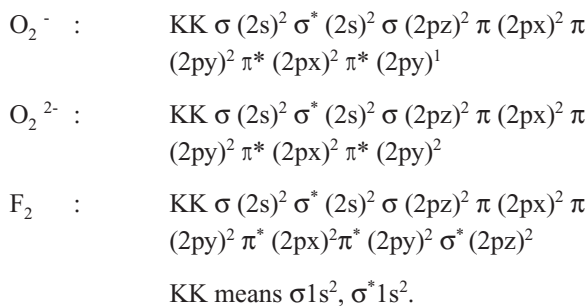 O₂⁻ : KK σ (2s)² σ* (2s)² σ (2pz)² π (2px)² π
(2py)² π* (2px)² π* (2py)¹
O₂²⁻ : KK σ (2s)² σ* (2s)² σ (2pz)² π (2px)² π
(2py)² π* (2px)² π* (2py)²
F₂ : KK σ (2s)² σ* (2s)² σ (2pz)² π (2px)² π
(2py)² π* (2px)²π* (2py)² σ* (2pz)²
KK means σ1s², σ*1s².